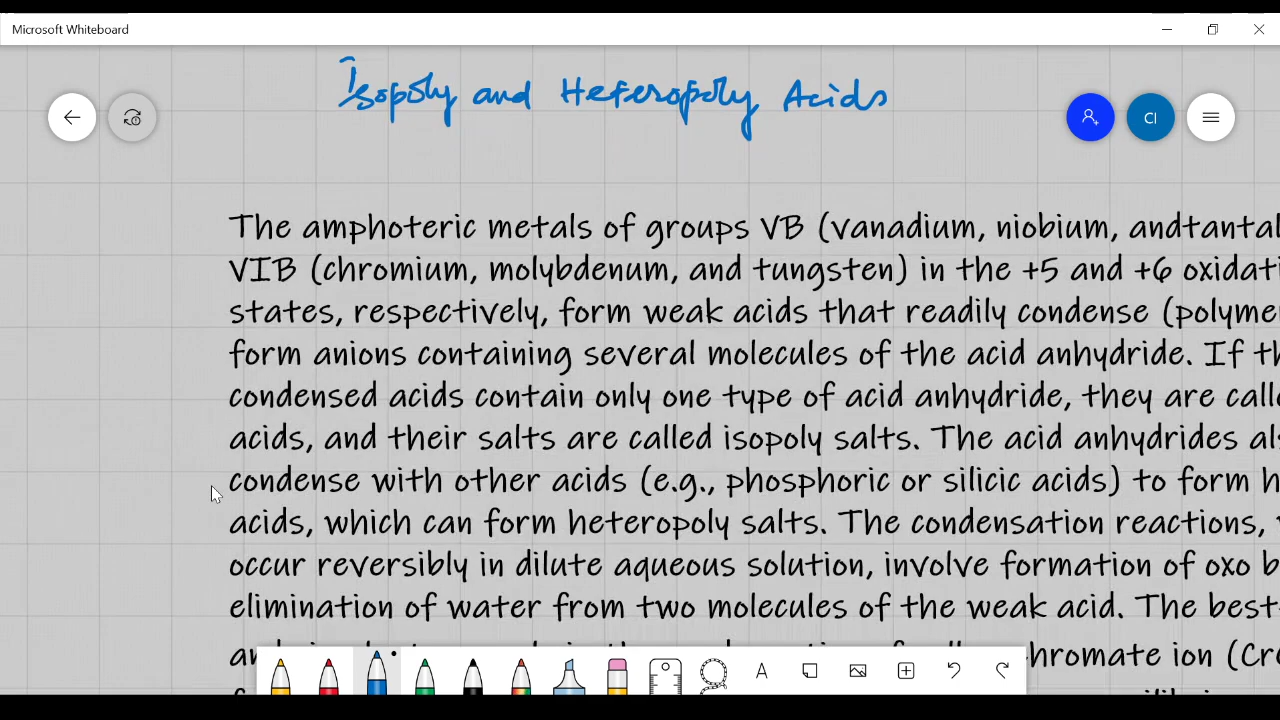 Microsoft Whiteboard
Isopoly and Heteropoly Acids
CI
The amphoteric metals of groups VB (vanadium, niobium, andtantal
VIB (chromium, molybdenum, and tungsten) in the +5 and +6 oxidati
states, respectively, form weak acids that readily condense (polyme
form anions containing several molecules of the acid anhydride. If th
condensed acids contain only one type of acid anhydride, they are calle
acids, and their salts are called isopoly salts. The acid anhydrides al
condense with other acids (e.g., phosphoric or silicic acids) to form h
acids, which can form heteropoly salts. The condensation reactions,
occur reversibly in dilute aqueous solution, involve formation of oxo b
elimination of water from two molecules of the weak acid. The best
chromate ion (Cr
A